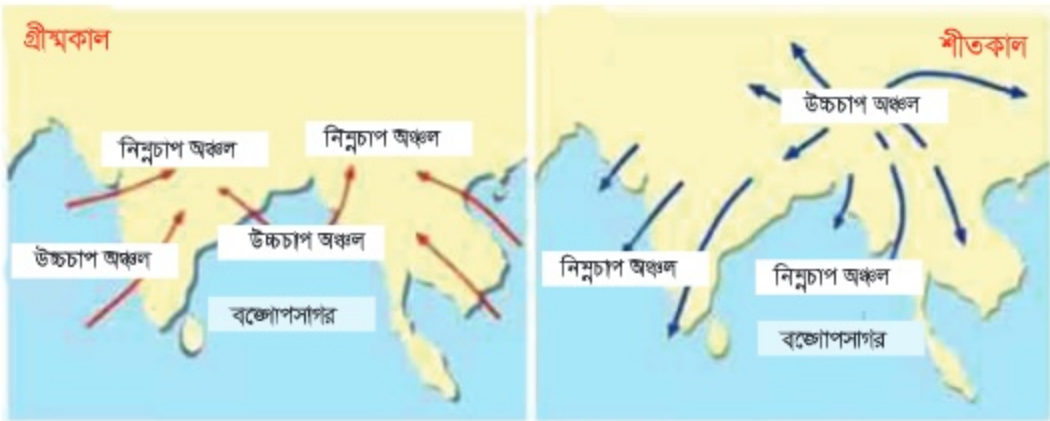 গ্রীষ্মকাল
নিম্নচাপ অঞ্চল
নিম্নচাপ অঞ্চল
উচ্চচাপ অঞ্চল
উচ্চচাপ অঞ্চল
বঙ্গোপসাগর
শীতকাল
উচ্চচাপ অঞ্চল
নিম্নচাপ অঞ্চল
নিম্নচাপ অঞ্চল
বঙ্গোপসাগর